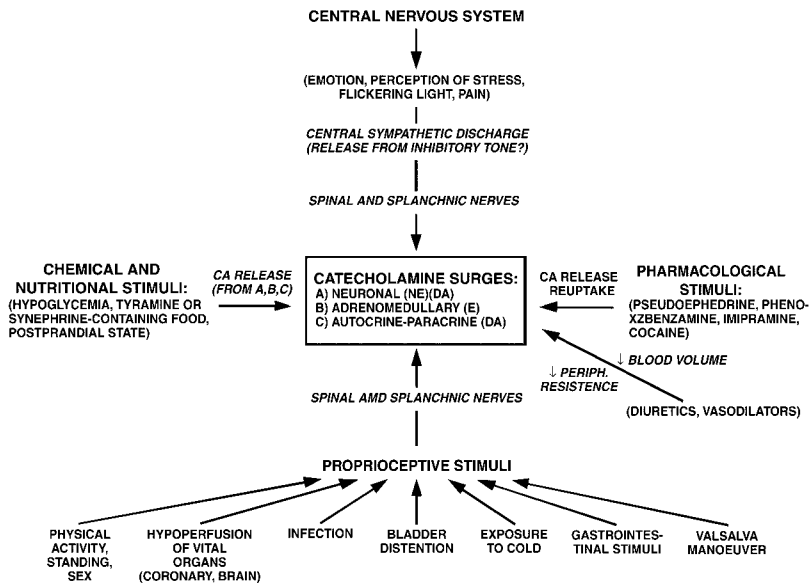 CENTRAL NERVOUS SYSTEM
(EMOTION, PERCEPTION OF STRESS,
FLICKERING LIGHT, PAIN)
CENTRAL SYMPATHETIC DISCHARGE
(RELEASE FROM INHIBITORY TONE?)
SPINAL AND SPLANCHNIC NERVES
CHEMICAL AND
NUTRITIONAL STIMULI:
(HYPOGLYCEMIA, TYRAMINE OR
SYNEPHRINE-CONTAINING FOOD,
POSTPRANDIAL STATE)
CA RELEASE
(FROM A,B,C)
CATECHOLAMINE SURGES:
A) NEURONAL (NE)(DA)
B) ADRENOMEDULLARY (E)
C) AUTOCRINE-PARACRINE (DA)
CA RELEASE
REUPTAKE
PHARMACOLOGICAL
STIMULI:
(PSEUDOEPHEDRINE, PHENO-
XZBENZAMINE, IMIPRAMINE,
COCAINE)
↓ BLOOD VOLUME
↓ PERIPH.
RESISTENCE
(DIURETICS, VASODILATORS)
SPINAL AMD SPLANCHNIC NERVES
PROPRIOCEPTIVE STIMULI
PHYSICAL
ACTIVITY,
STANDING,
SEX
HYPOPERFUSION
OF VITAL
ORGANS
(CORONARY, BRAIN)
INFECTION
BLADDER
DISTENTION
EXPOSURE
TO COLD
GASTROINTES-
TINAL STIMULI
VALSALVA
MANOEUVER